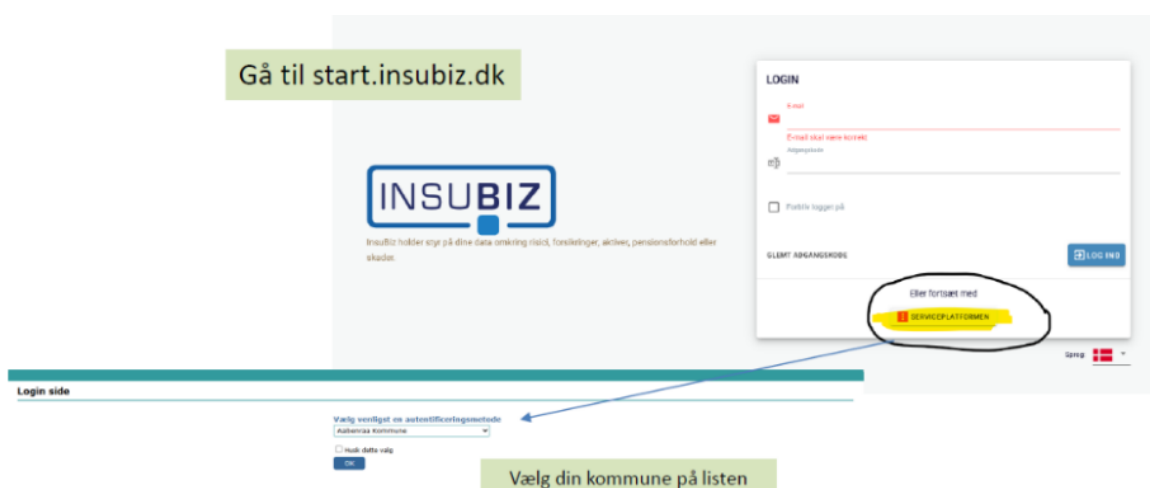 Gå til start.insubiz.dk
LOGIN
E-mail
E-mail skal være korrekt
Adgangskode
INSUBIZ
Forbliv logget på
InsuBiz holder styr på dine data omkring risici, forsikringer, aktiver, pensionsforhold eller
skader.
GLEMT ADGANGSKODE
LOG IND
Eller fortsæt med
SERVICEPLATFORMEN
Sprog
Login side
Vælg venligst en autentificeringsmetode
Aabenraa Kommune
Husk dette valg
OK
Vælg din kommune på listen